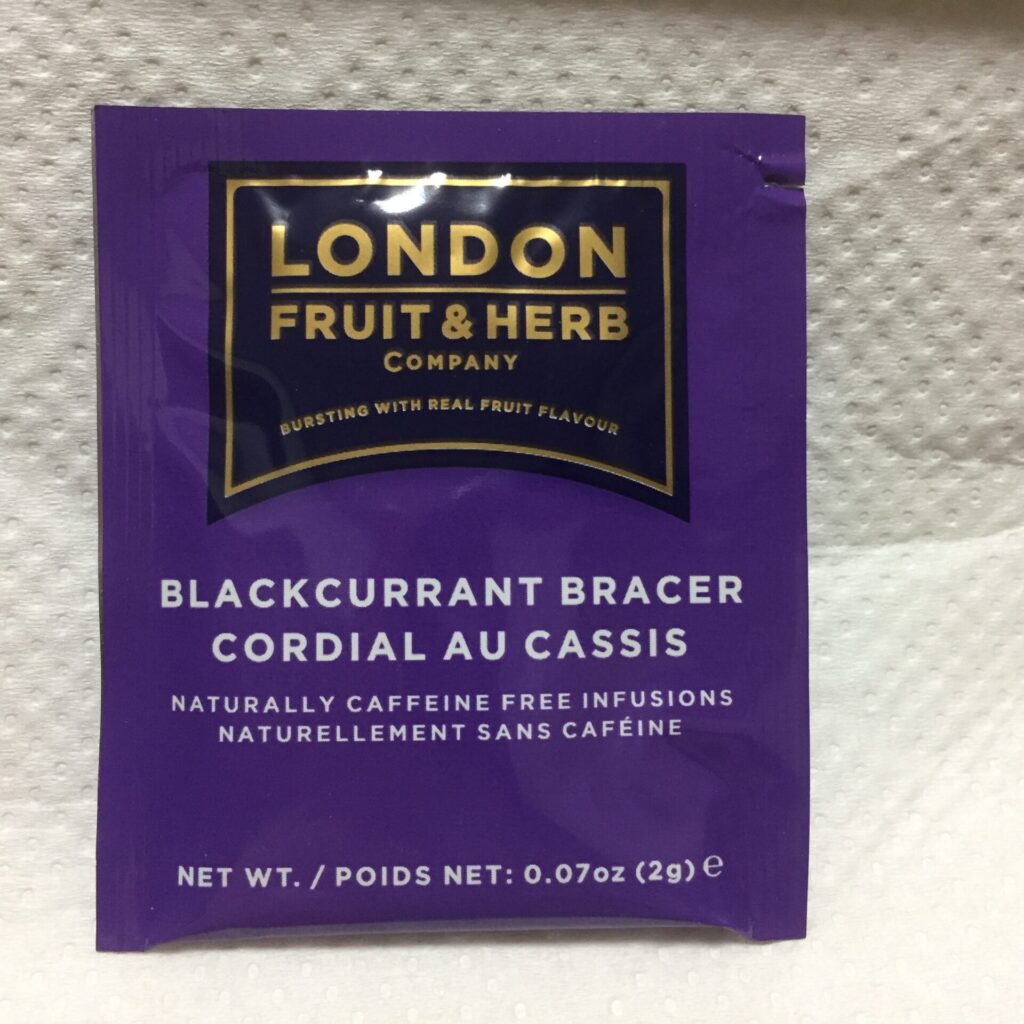 LONDON
FRUIT & HERB
COMPANY
BURSTING WITH REAL FRUIT FLAVOUR
BLACKCURRANT BRACER
CORDIAL AU CASSIS
NATURALLY CAFFEINE FREE INFUSIONS
NATURELLEMENT SANS CAFÉINE
NET WT. / POIDS NET: 0.07oz (2g) e